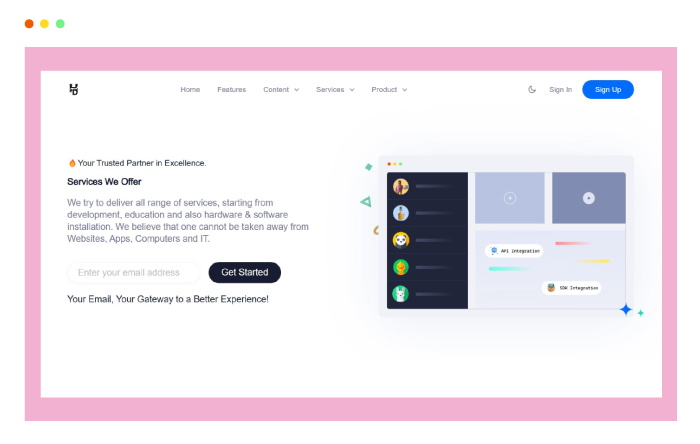 Home Features Content Services Product Sign In Sign Up
🔥 Your Trusted Partner in Excellence.
Services We Offer
We try to deliver all range of services, starting from
development, education and also hardware & software
installation. We believe that one cannot be taken away from
Websites, Apps, Computers and IT.
Enter your email address Get Started
Your Email, Your Gateway to a Better Experience!
API Integration
SDK Integration